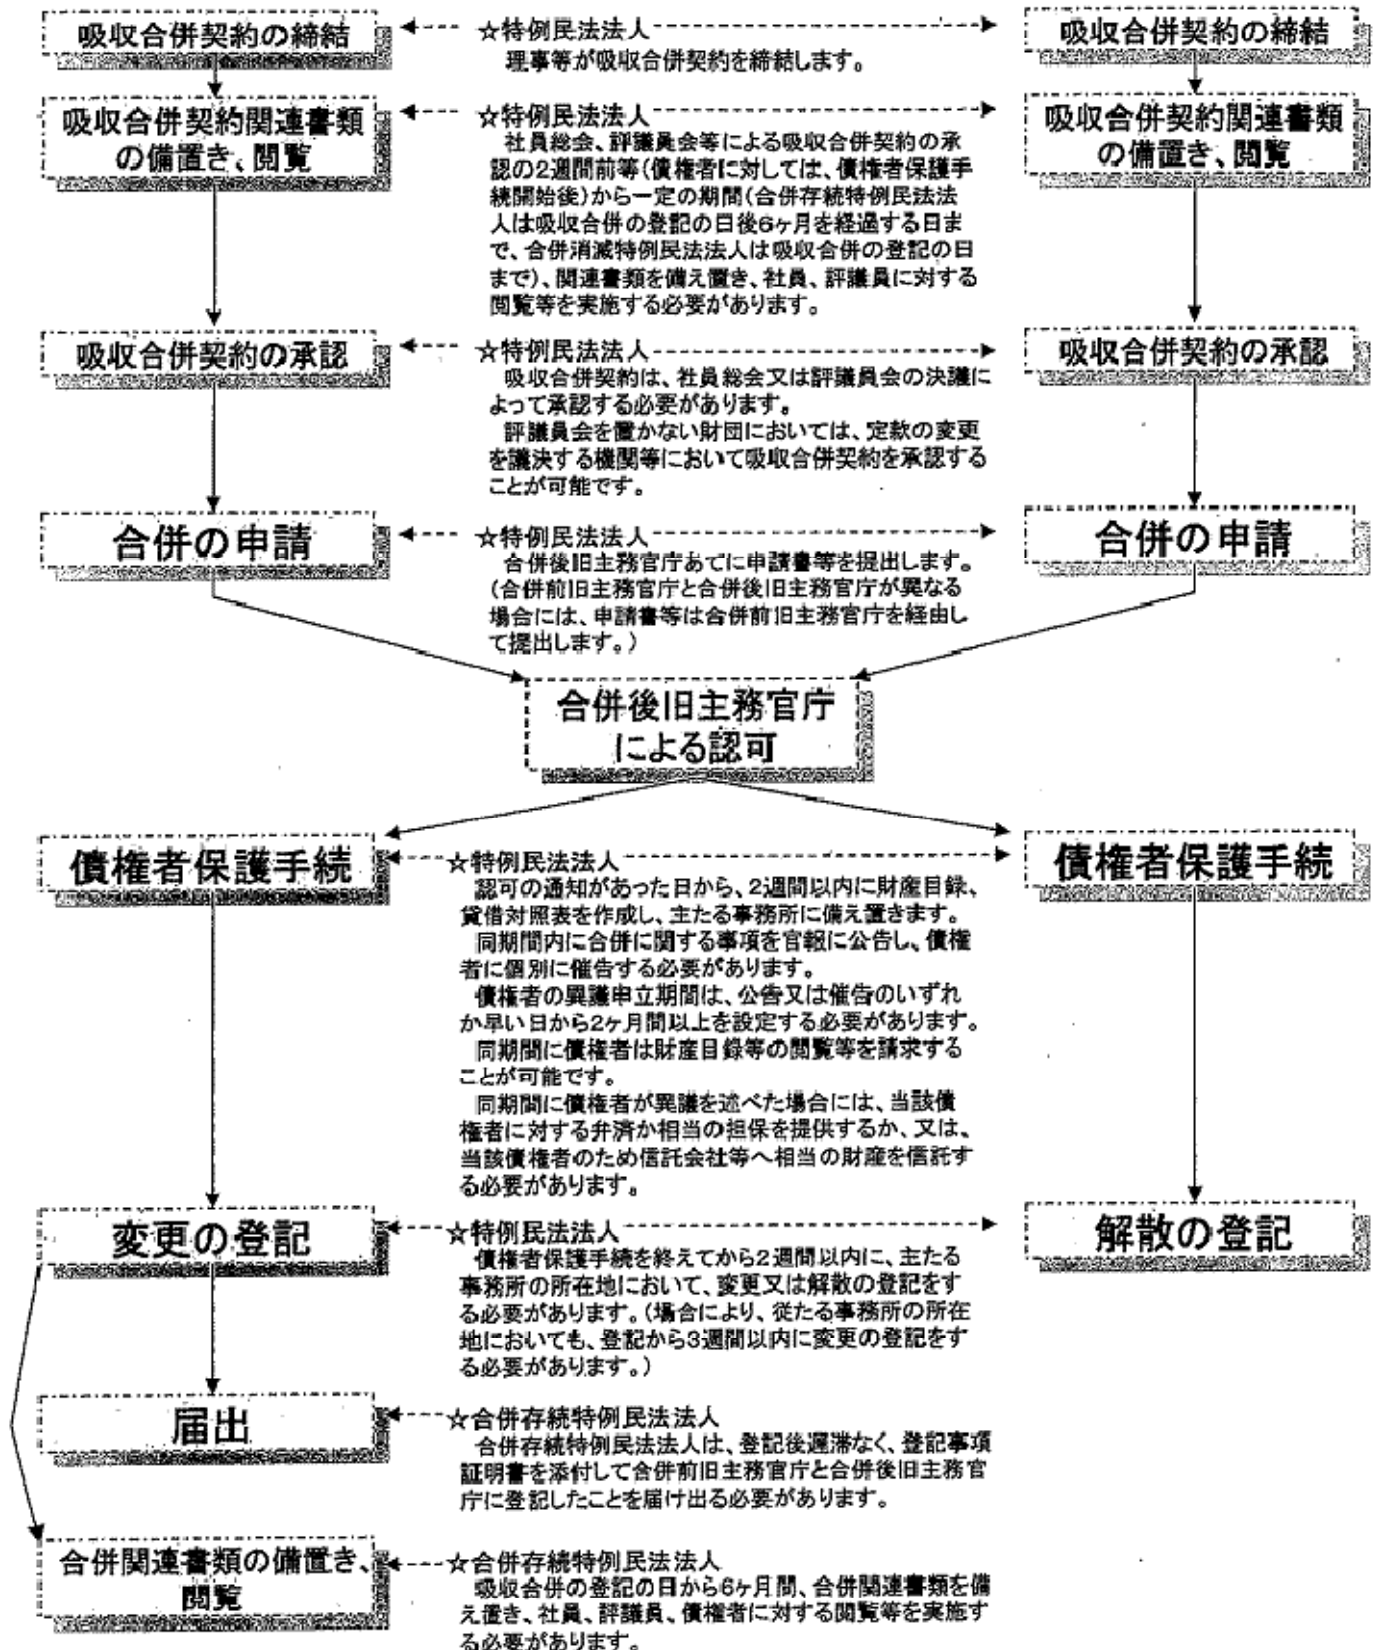 吸収合併契約の締結
☆特例民法法人
理事等が吸収合併契約を締結します。
吸収合併契約の締結
吸収合併契約関連書類
の備置き、閲覧
☆特例民法法人
社員総会、評議員会等による吸収合併契約の承
認の2週間前等(債権者に対しては、債権者保護手
続開始後)から一定の期間(合併存続特例民法法
人は吸収合併の登記の日後6ヶ月を経過する日ま
で、合併消滅特例民法法人は吸収合併の登記の日
まで)、関連書類を備え置き、社員、評議員に対する
閲覧等を実施する必要があります。
吸収合併契約関連書類
の備置き、閲覧
吸収合併契約の承認
☆特例民法法人
吸収合併契約は、社員総会又は評議員会の決議に
よって承認する必要があります。
評議員会を置かない財団においては、定款の変更
を議決する機関等において吸収合併契約を承認する
ことが可能です。
吸収合併契約の承認
合併の申請
☆特例民法法人
合併後旧主務官庁あてに申請書等を提出します。
(合併前旧主務官庁と合併後旧主務官庁が異なる
場合には、申請書等は合併前旧主務官庁を経由し
て提出します。)
合併の申請
合併後旧主務官庁
による認可
債権者保護手続
☆特例民法法人
認可の通知があった日から、2週間以内に財産目録、
貸借対照表を作成し、主たる事務所に備え置きます。
同期間内に合併に関する事項を官報に公告し、債権
者に個別に催告する必要があります。
債権者の異議申立期間は、公告又は催告のいずれ
か早い日から2ヶ月間以上を設定する必要があります。
同期間に債権者は財産目録等の閲覧等を請求する
ことが可能です。
同期間に債権者が異議を述べた場合には、当該債
権者に対する弁済か相当の担保を提供するか、又は、
当該債権者のため信託会社等へ相当の財産を信託す
る必要があります。
債権者保護手続
変更の登記
☆特例民法法人
債権者保護手続を終えてから2週間以内に、主たる
事務所の所在地において、変更又は解散の登記をす
る必要があります。(場合により、従たる事務所の所在
地においても、登記から3週間以内に変更の登記をす
る必要があります。)
解散の登記
届出
☆合併存続特例民法法人
合併存続特例民法法人は、登記後遅滞なく、登記事項
証明書を添付して合併前旧主務官庁と合併後旧主務官
庁に登記したことを届け出る必要があります。
合併関連書類の備置き、
閲覧
☆合併存続特例民法法人
吸収合併の登記の日から6ヶ月間、合併関連書類を備
え置き、社員、評議員、債権者に対する閲覧等を実施す
る必要があります。